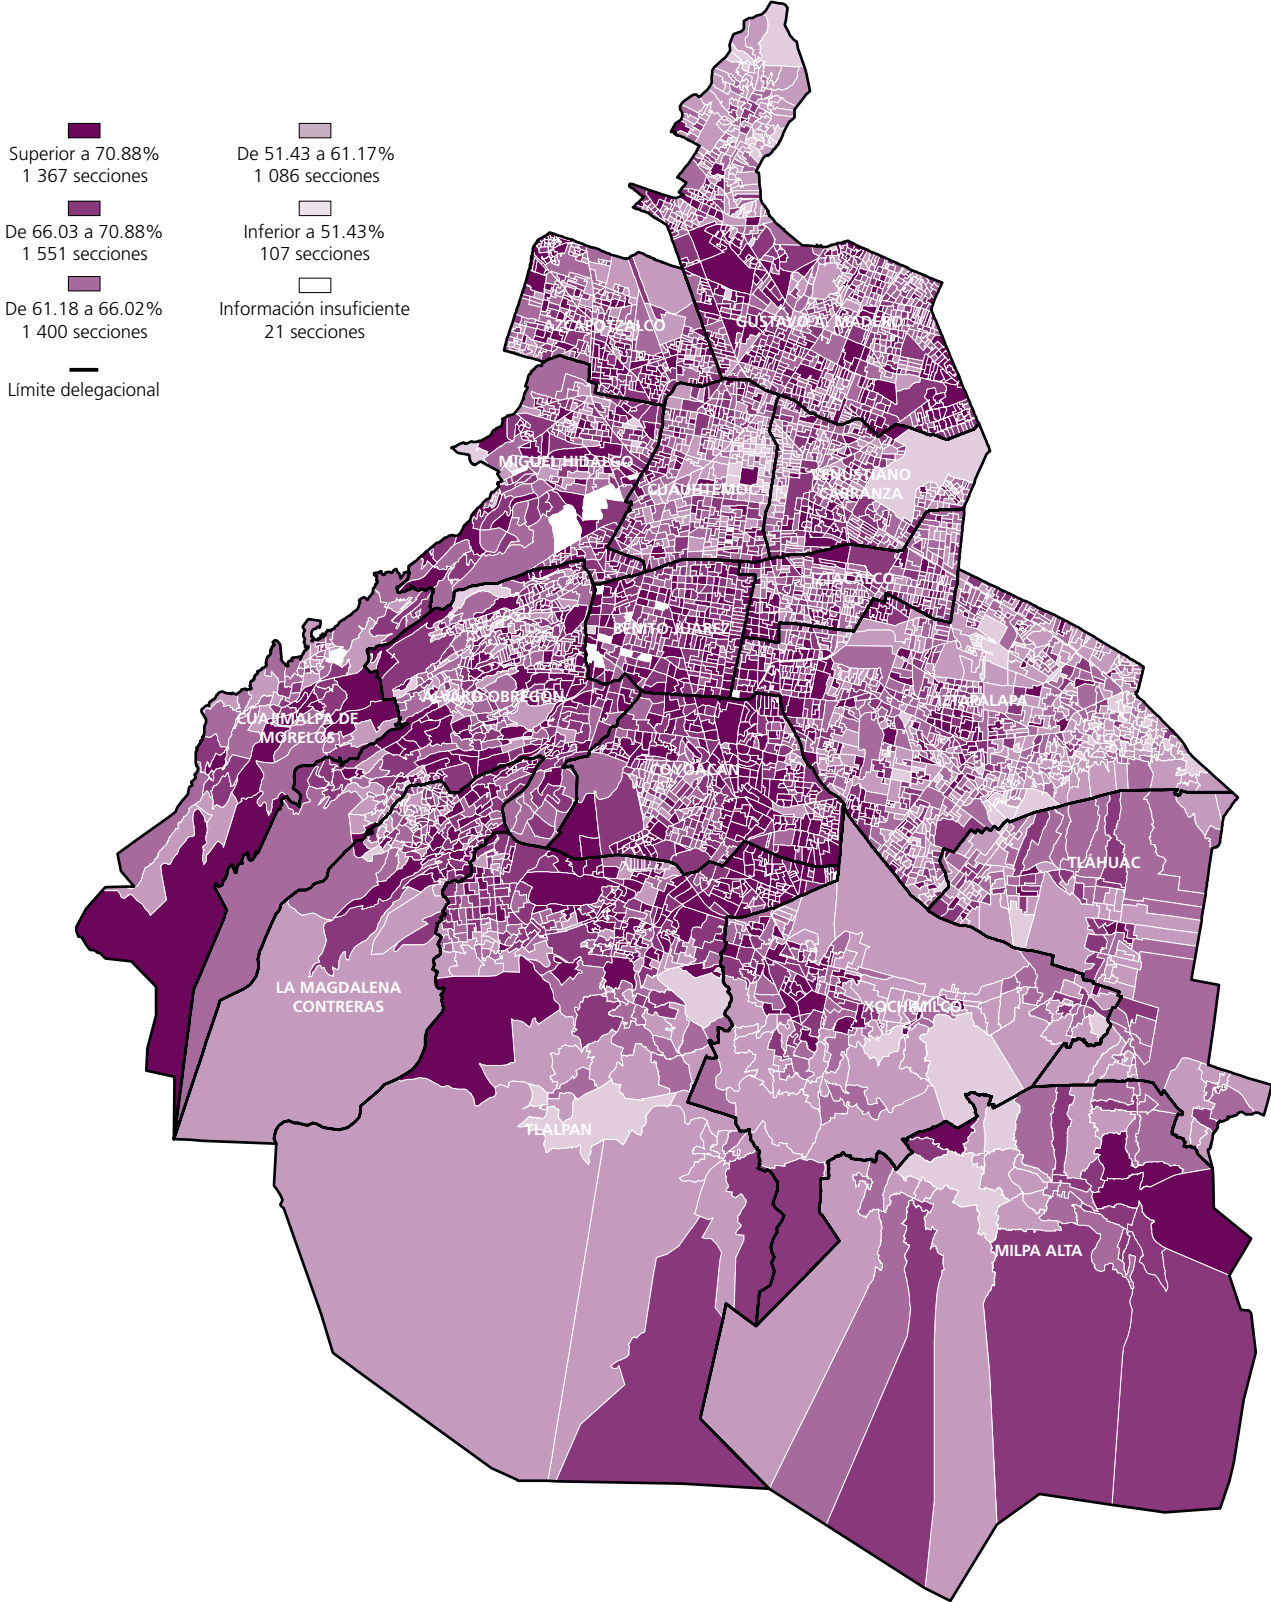 Superior a 70.88%
1 367 secciones
De 66.03 a 70.88%
1 551 secciones
De 61.18 a 66.02%
1 400 secciones
Límite delegacional
De 51.43 a 61.17%
1 086 secciones
Inferior a 51.43%
107 secciones
Información insuficiente
21 secciones
AZCAPOTZALCO
GUSTAVO A. MADERO
MIGUEL HIDALGO
CUAUHTÉMOC
VENUSTIANO
CARRANZA
IZTACALCO
BENITO JUÁREZ
ÁLVARO OBREGÓN
IZTAPALAPA
CUAJIMALPA DE
MORELOS
COYOACÁN
TLÁHUAC
LA MAGDALENA
CONTRERAS
XOCHIMILCO
TLALPAN
MILPA ALTA